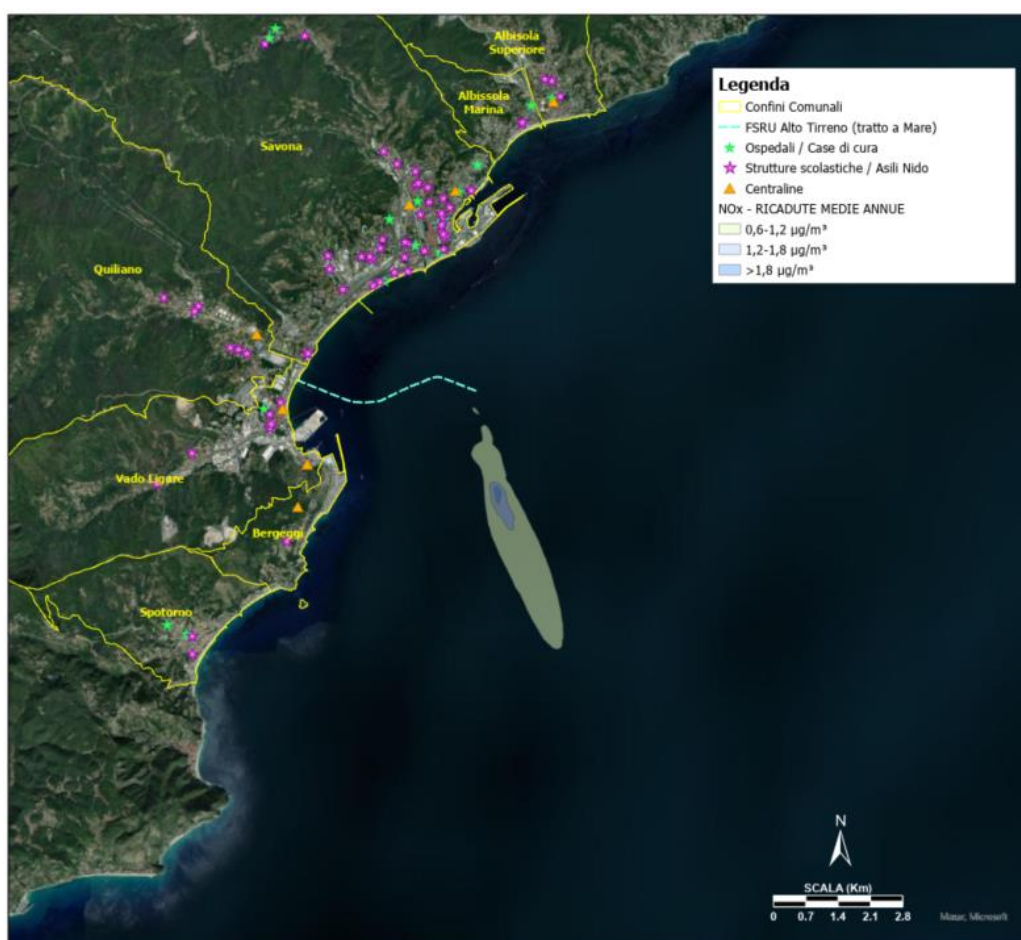 Albisola
Superiore
Albissola
Marina
Savona
Quiliano
Vado Ligure
Bergeggi
Spotorno
Legenda
Confini Comunali
FSRU Alto Tirreno (tratto a Mare)
Ospedali / Case di cura
Strutture scolastiche / Asili Nido
Centraline
NOx - RICADUTE MEDIE ANNUE
0,6-1,2 µg/m³
1,2-1,8 µg/m³
>1,8 µg/m³
N
SCALA (Km)
0 0.7 1.4 2.1 2.8
Maxar, Microsoft